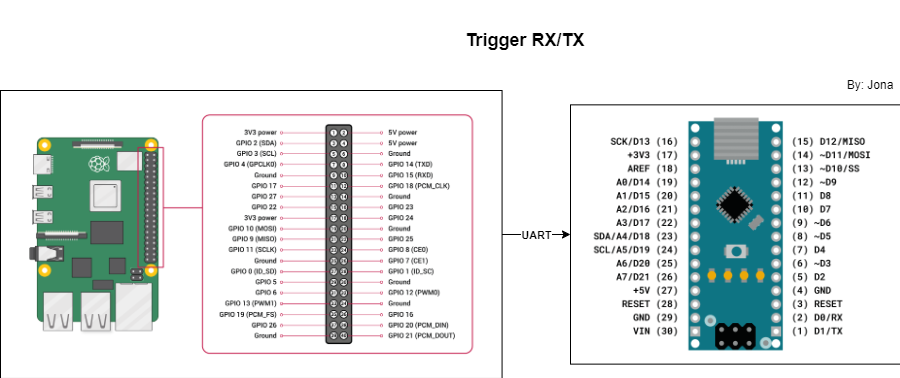 Trigger RX/TX
By: Jona
3V3 power 1 2 5V power
GPIO 2 (SDA) 3 4 5V power
GPIO 3 (SCL) 5 6 Ground
GPIO 4 (GPCLK0) 7 8 GPIO 14 (TXD)
Ground 9 10 GPIO 15 (RXD)
GPIO 17 11 12 GPIO 18 (PCM_CLK)
GPIO 27 13 14 Ground
GPIO 22 15 16 GPIO 23
3V3 power 17 18 GPIO 24
GPIO 10 (MOSI) 19 20 Ground
GPIO 9 (MISO) 21 22 GPIO 25
GPIO 11 (SCLK) 23 24 GPIO 8 (CE0)
Ground 25 26 GPIO 7 (CE1)
GPIO 0 (ID_SD) 27 28 GPIO 1 (ID_SC)
GPIO 5 29 30 Ground
GPIO 6 31 32 GPIO 12 (PWM0)
GPIO 13 (PWM1) 33 34 Ground
GPIO 19 (PCM_FS) 35 36 GPIO 16
GPIO 26 37 38 GPIO 20 (PCM_DIN)
Ground 39 40 GPIO 21 (PCM_DOUT)
UART
SCK/D13 (16) (15) D12/MISO
+3V3 (17) (14) ~D11/MOSI
AREF (18) (13) ~D10/SS
A0/D14 (19) (12) ~D9
A1/D15 (20) (11) D8
A2/D16 (21) (10) D7
A3/D17 (22) (9) ~D6
SDA/A4/D18 (23) (8) ~D5
SCL/A5/D19 (24) (7) D4
A6/D20 (25) (6) ~D3
A7/D21 (26) (5) D2
+5V (27) (4) GND
RESET (28) (3) RESET
GND (29) (2) D0/RX
VIN (30) (1) D1/TX